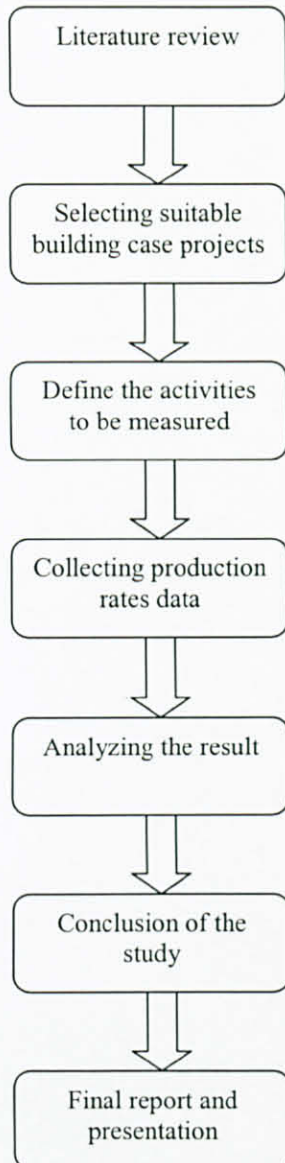 Literature review
Selecting suitable
building case projects
Define the activities
to be measured
Collecting production
rates data
Analyzing the result
Conclusion of the
study
Final report and
presentation